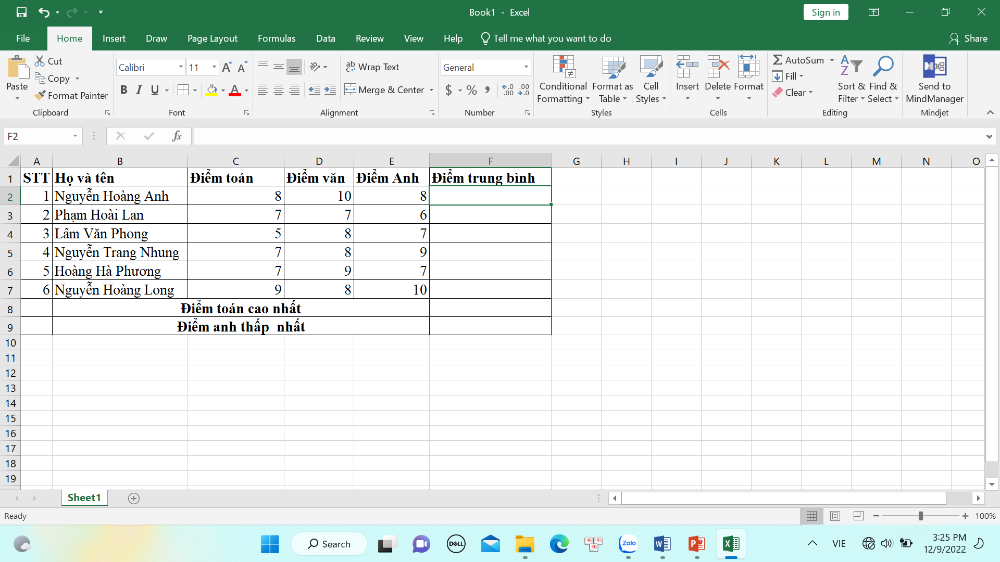 Book1 - Excel
Sign in
File Home Insert Draw Page Layout Formulas Data Review View Help Tell me what you want to do Share
Paste
Cut
Copy
Format Painter
Clipboard
Calibri 11
B I U
Font
Wrap Text
Merge & Center
Alignment
General
$ % ,
Number
Conditional Formatting
Format as Table
Cell Styles
Styles
Insert Delete Format
Cells
AutoSum
Fill
Clear
Sort & Filter
Find & Select
Editing
Send to MindManager
Mindjet
F2 fx
A B C D E F G H I J K L M N O
1 STT Họ và tên Điểm toán Điểm văn Điểm Anh Điểm trung bình
2 1 Nguyễn Hoàng Anh 8 10 8
3 2 Phạm Hoài Lan 7 7 6
4 3 Lâm Văn Phong 5 8 7
5 4 Nguyễn Trang Nhung 7 8 9
6 5 Hoàng Hà Phương 7 9 7
7 6 Nguyễn Hoàng Long 9 8 10
8 Điểm toán cao nhất
9 Điểm anh thấp  nhất
10
11
12
13
14
15
16
17
18
19
Sheet1
Ready 100%
Search DELL Zalo VIE 3:25 PM
12/9/2022